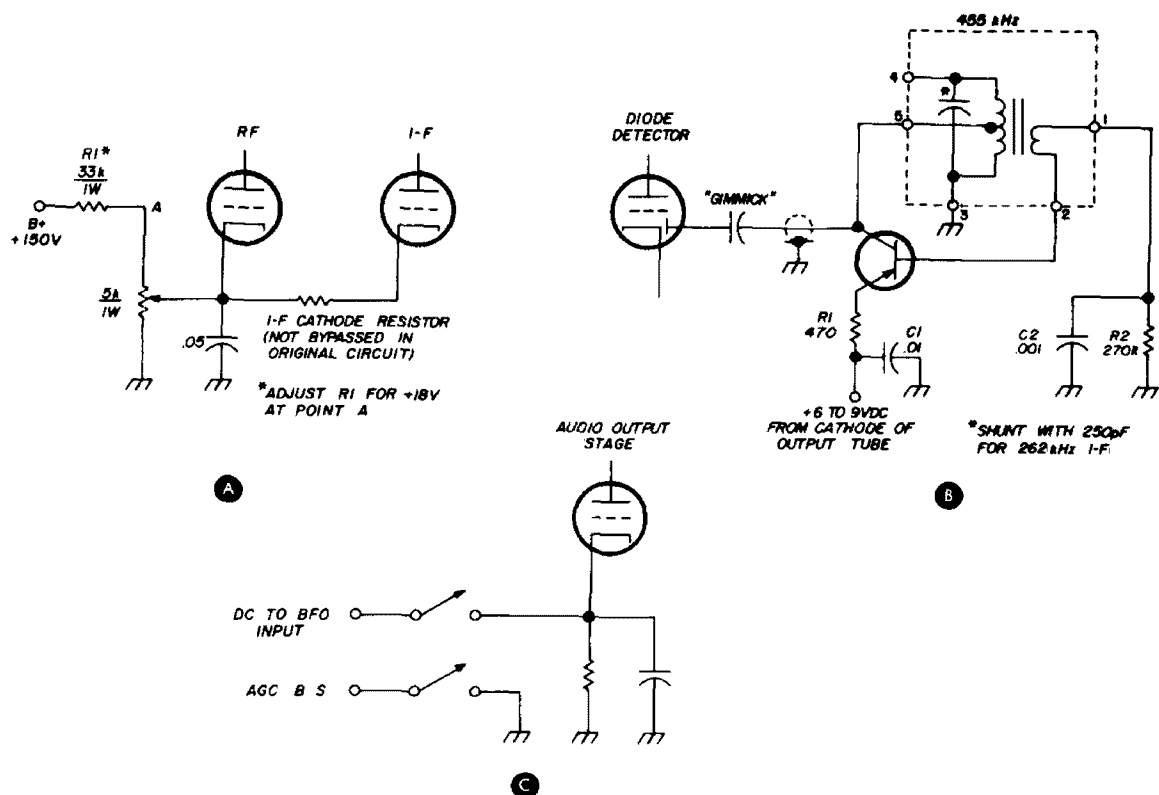 RF
I-F
R1*
33k
1W
A
B+
+150V
5k
1W
.05
I-F CATHODE RESISTOR
(NOT BYPASSED IN
ORIGINAL CIRCUIT)
*ADJUST R1 FOR +18V
AT POINT A
A
455 kHz
DIODE
DETECTOR
"GIMMICK"
4
*
5
1
3
2
R1
470
C1
.01
C2
.001
R2
270k
+6 TO 9VDC
FROM CATHODE OF
OUTPUT TUBE
*SHUNT WITH 250pF
FOR 262kHz I-F
B
AUDIO OUTPUT
STAGE
DC TO BFO
INPUT
AGC B S
C